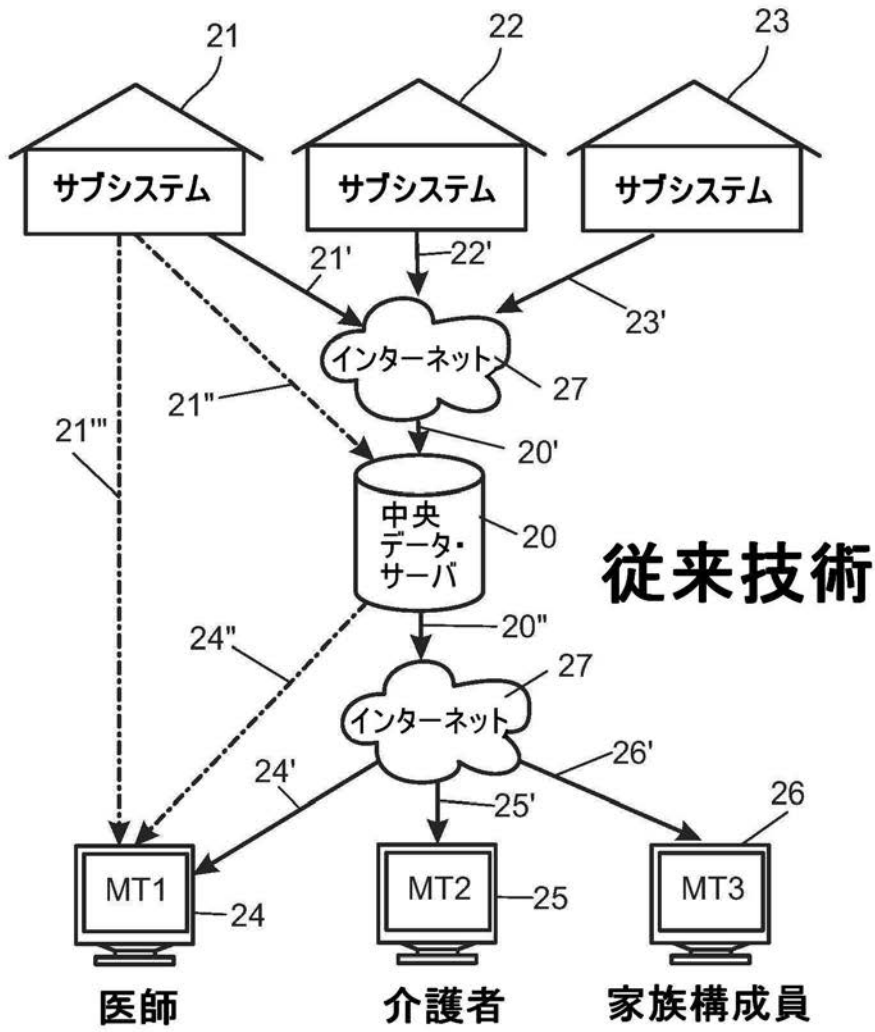 21
22
23
サブシステム
サブシステム
サブシステム
21'
22'
23'
インターネット
27
21"
21'"
20'
中央
データ・
サーバ
20
従来技術
24"
20"
27
インターネット
24'
25'
26'
26
MT1
24
MT2
25
MT3
医師
介護者
家族構成員